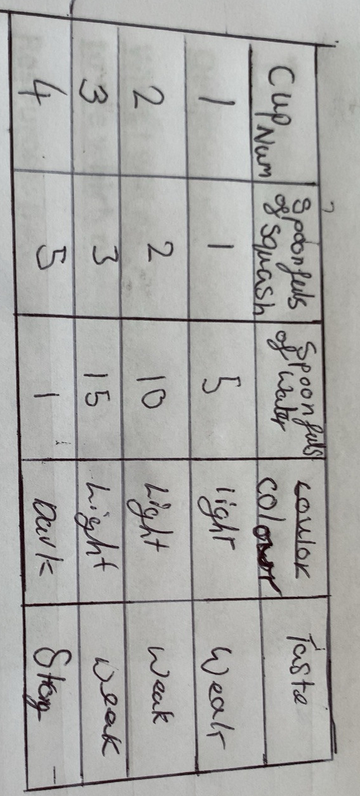 Cup Num | Spoonfuls of Squash | Spoonfuls of water | coulor colour | Taste
1 | 1 | 5 | light | Weak
2 | 2 | 10 | Light | Weak
3 | 3 | 15 | Light | weak
4 | 5 | 1 | Dark | Strog